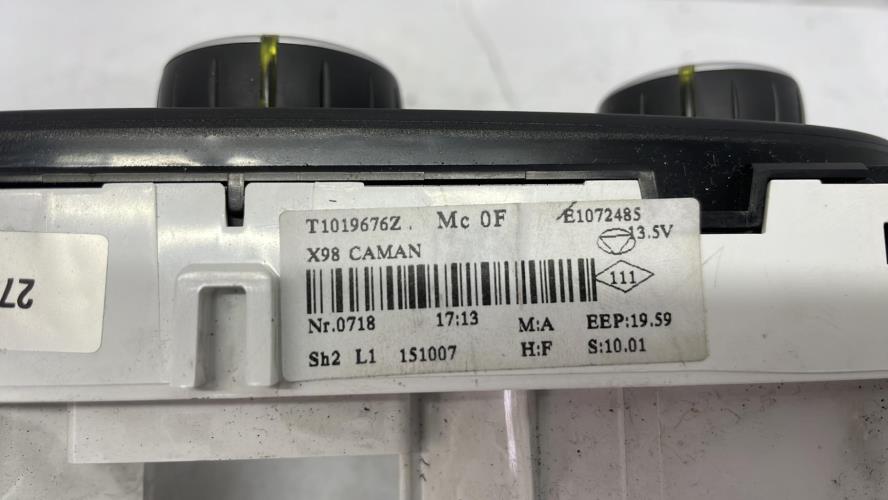 T1019676Z . Mc 0F E1072485
13.5V
X98 CAMAN
111
Nr.0718 17:13 M:A EEP:19.59
Sh2 L1 151007 H:F S:10.01
27